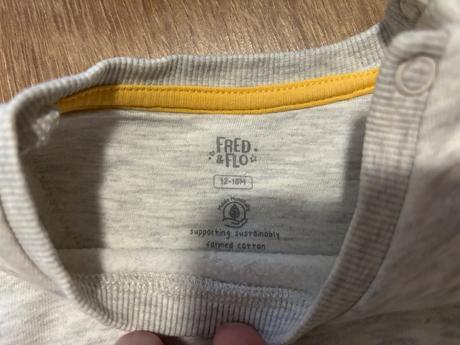 FRED
& FLO
12-18M
supporting sustainably
farmed cotton